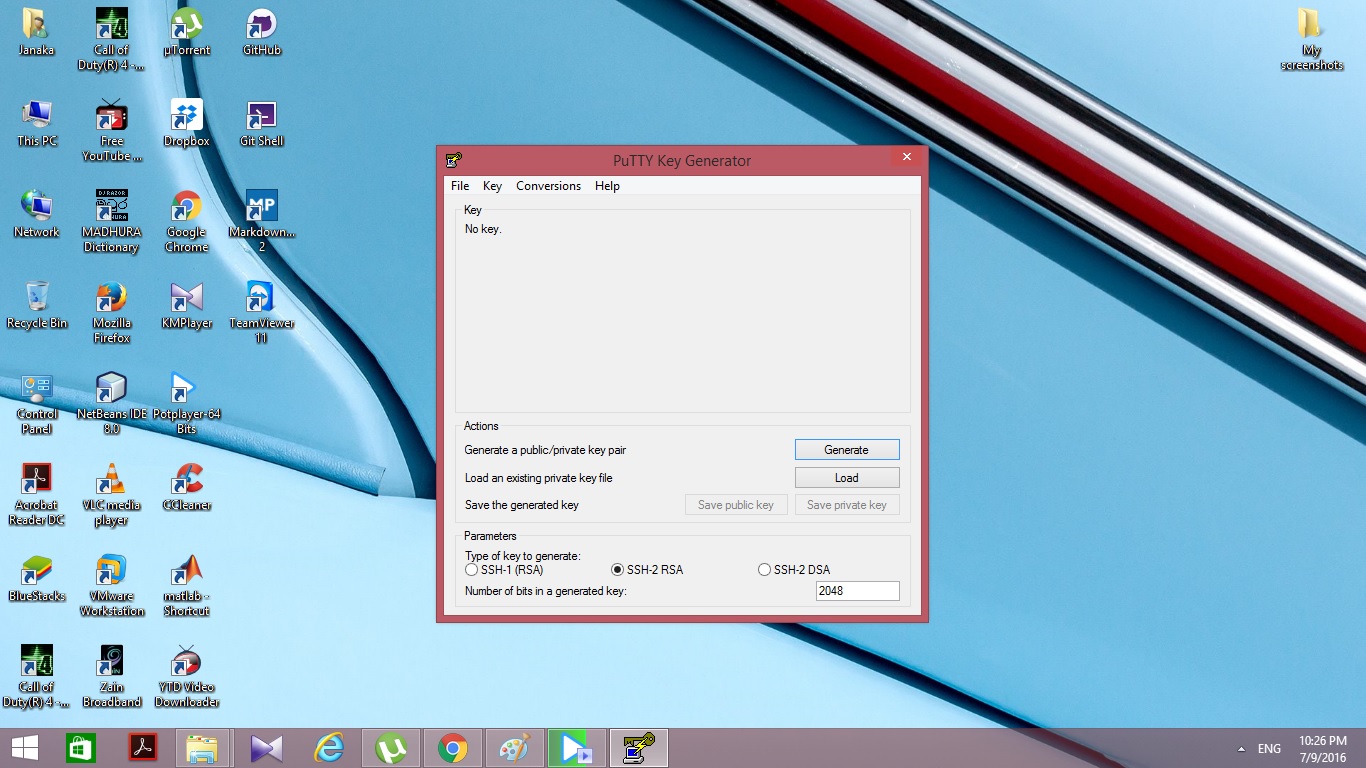 Janaka
Call of
Duty(R) 4 -...
µTorrent
GitHub
My
screenshots
This PC
Free
YouTube ...
Dropbox
Git Shell
Network
DJ RAZOR
MADHURA
Dictionary
Google
Chrome
MP
Markdown...
2
Recycle Bin
Mozilla
Firefox
KMPlayer
TeamViewer
11
Control
Panel
NetBeans IDE
8.0
Potplayer-64
Bits
Acrobat
Reader DC
VLC media
player
CCleaner
BlueStacks
VMware
Workstation
matlab -
Shortcut
Call of
Duty(R) 4 -...
Zain
Broadband
YTD Video
Downloader
PuTTY Key Generator
File Key Conversions Help
Key
No key.
Actions
Generate a public/private key pair Generate
Load an existing private key file Load
Save the generated key Save public key Save private key
Parameters
Type of key to generate:
SSH-1 (RSA) SSH-2 RSA SSH-2 DSA
Number of bits in a generated key: 2048
ENG
10:26 PM
7/9/2016